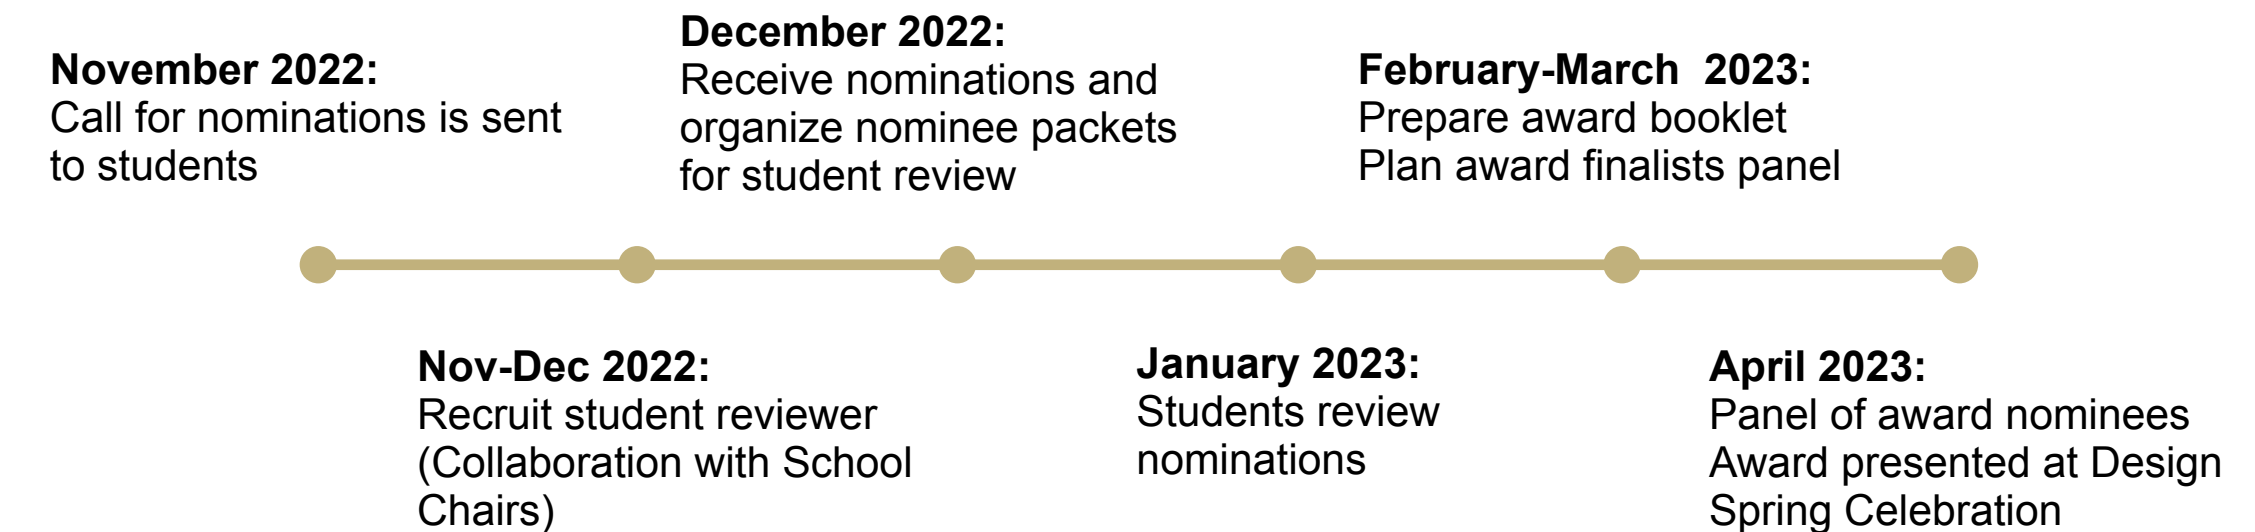 November 2022:
Call for nominations is sent
to students
Nov-Dec 2022:
Recruit student reviewer
(Collaboration with School
Chairs)
December 2022:
Receive nominations and
organize nominee packets
for student review
January 2023:
Students review
nominations
February-March  2023:
Prepare award booklet
Plan award finalists panel
April 2023:
Panel of award nominees
Award presented at Design
Spring Celebration